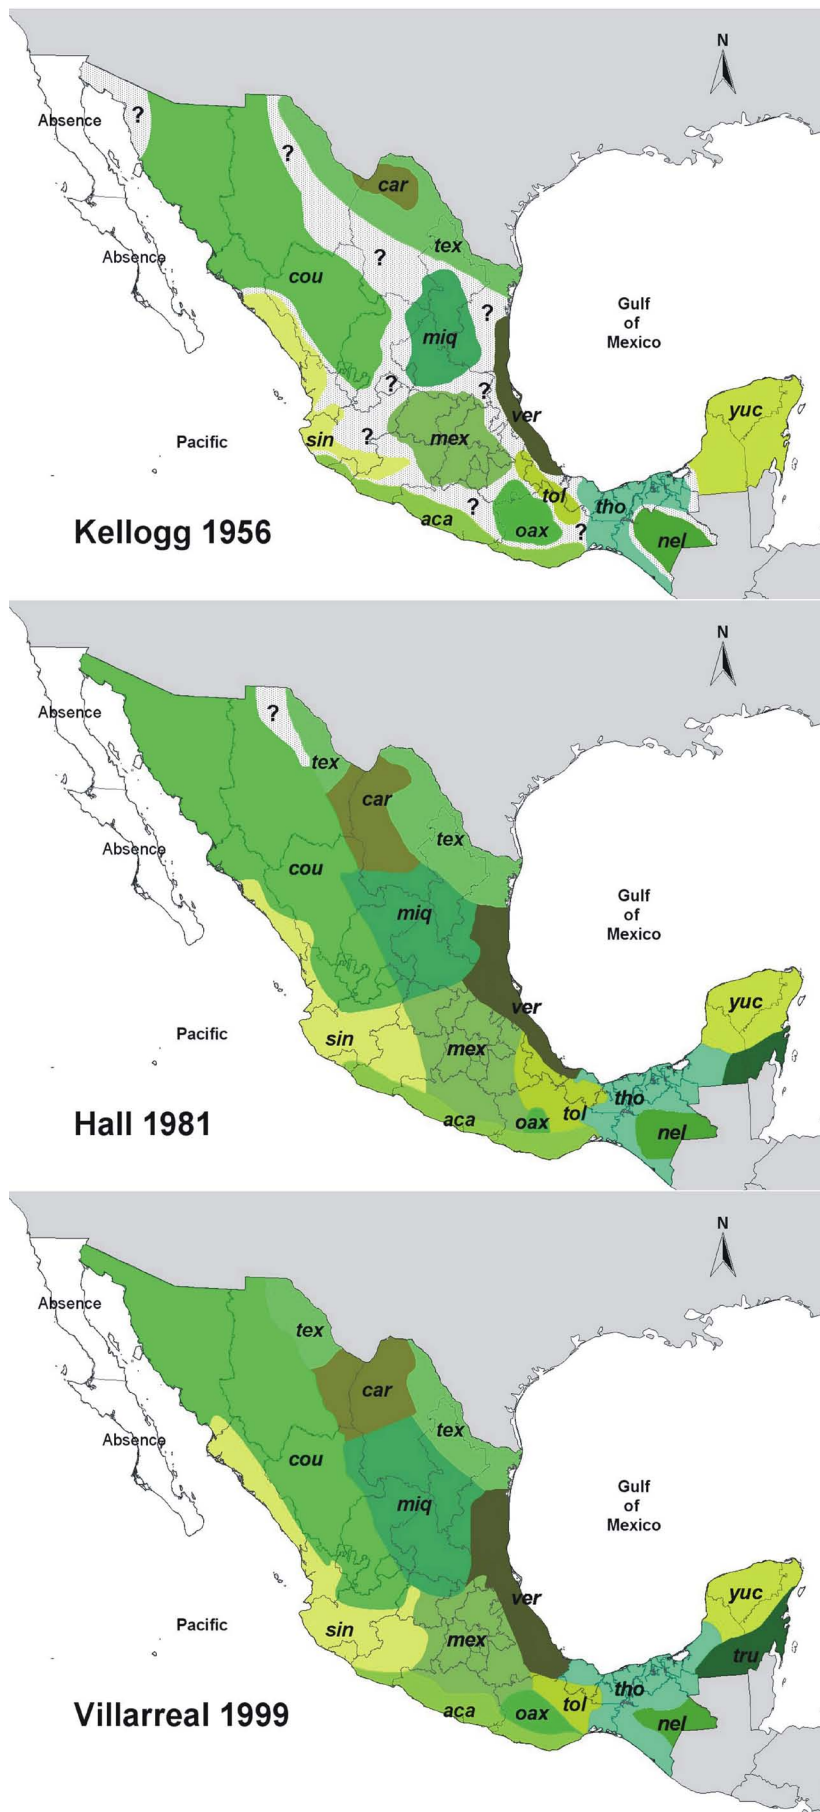 N
Absence
?
?
car
Absence
tex
?
cou
Gulf
of
Mexico
?
miq
?
?
ver
yuc
Pacific
sin
?
mex
tol
tho
aca
?
oax
?
nel
Kellogg 1956
N
Absence
?
tex
car
Absence
tex
cou
Gulf
of
Mexico
miq
ver
yuc
Pacific
sin
mex
tho
aca
oax
tol
nel
Hall 1981
N
Absence
tex
car
Absence
tex
cou
Gulf
of
Mexico
miq
ver
yuc
Pacific
sin
mex
tru
tho
aca
oax
tol
nel
Villarreal 1999